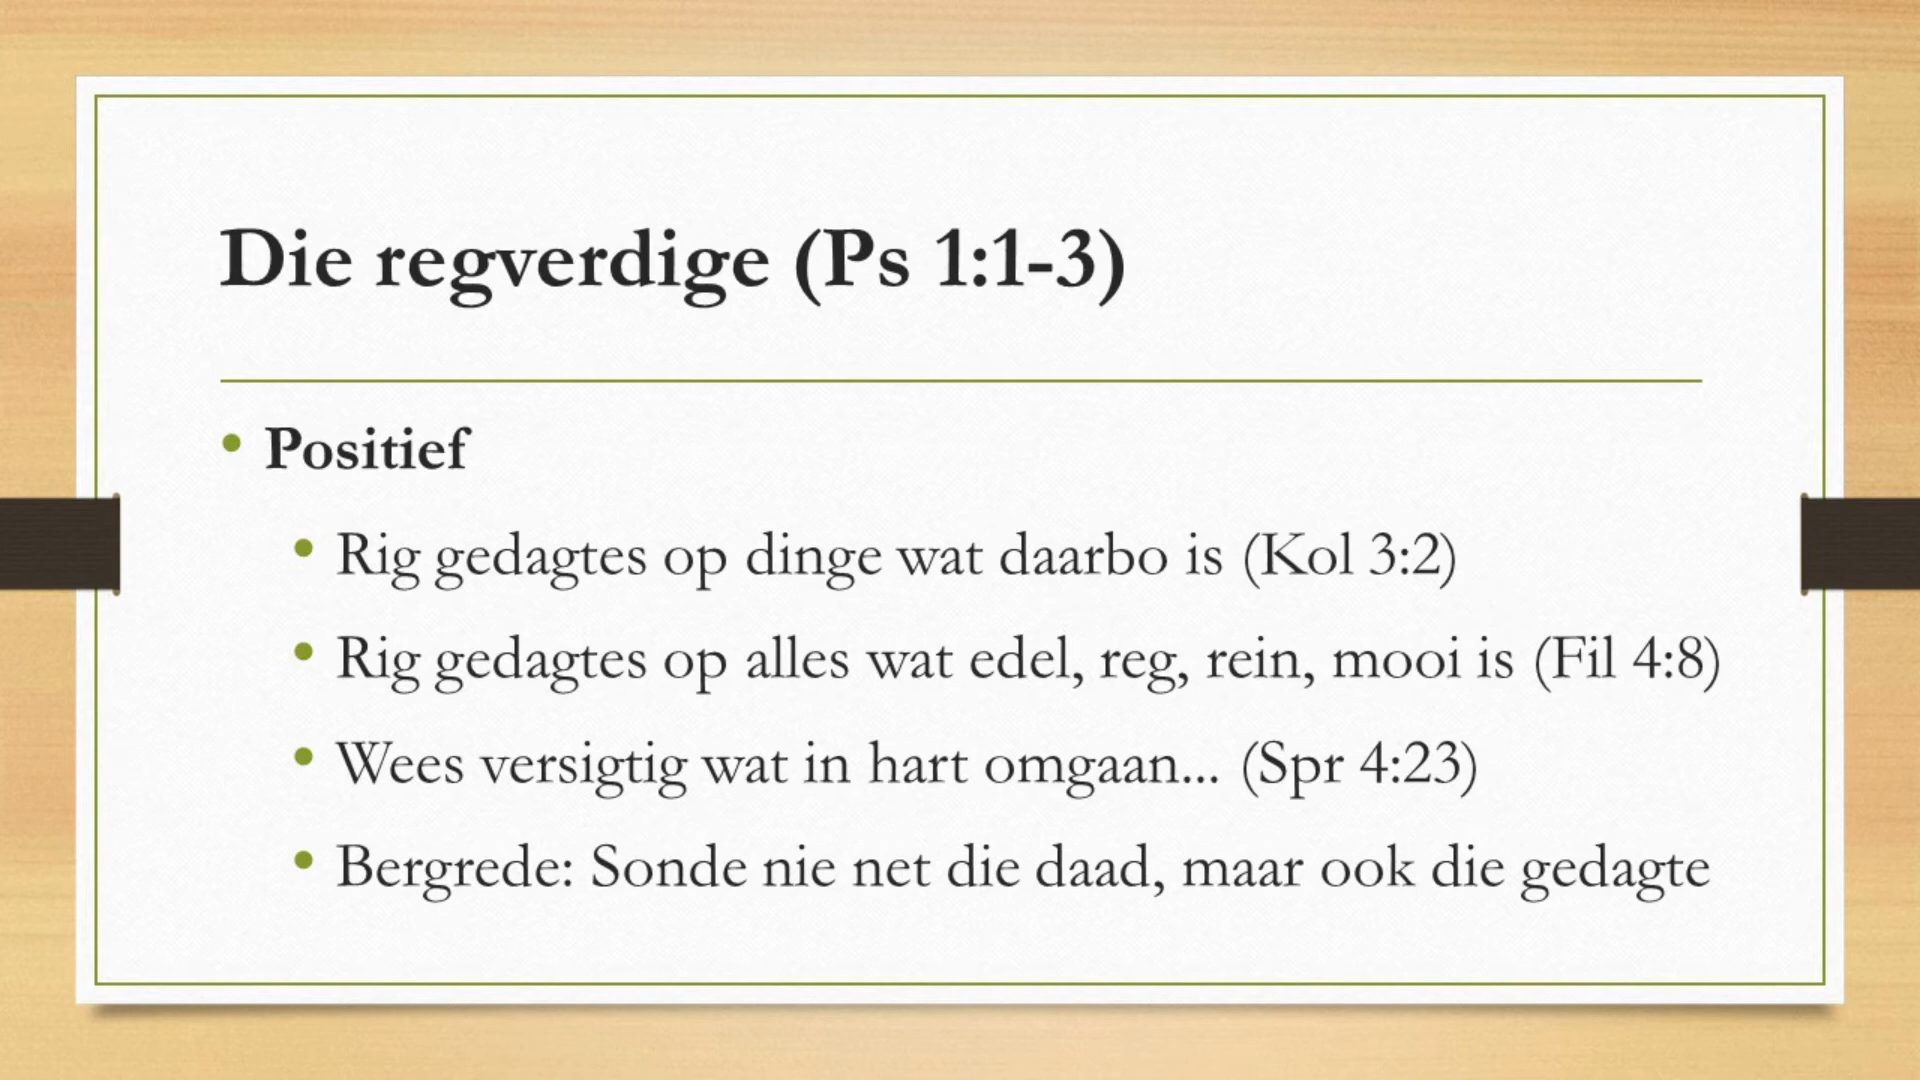 Die regverdige (Ps 1:1-3)
• Positief
• Rig gedagtes op dinge wat daarbo is (Kol 3:2)
• Rig gedagtes op alles wat edel, reg, rein, mooi is (Fil 4:8)
• Wees versigtig wat in hart omgaan... (Spr 4:23)
• Bergrede: Sonde nie net die daad, maar ook die gedagte